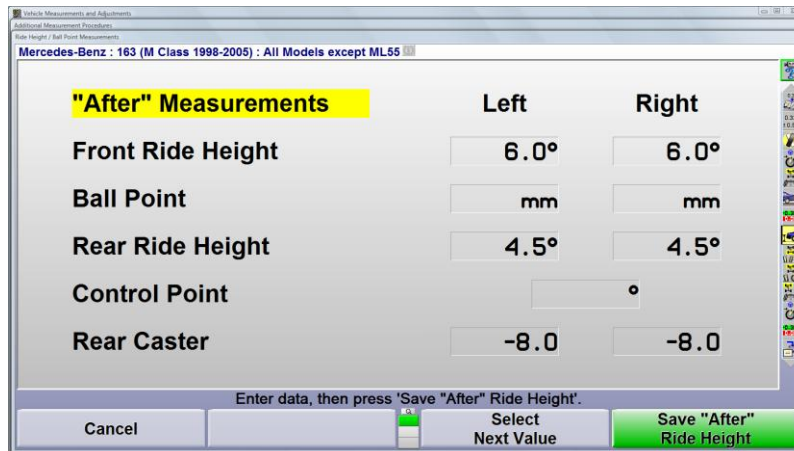 Vehicle Measurements and Adjustments
Additional Measurement Procedures
Ride Height / Ball Point Measurements
Mercedes-Benz : 163 (M Class 1998-2005) : All Models except ML55
"After" Measurements Left Right
Front Ride Height 6.0° 6.0°
Ball Point mm mm
Rear Ride Height 4.5° 4.5°
Control Point °
Rear Caster -8.0 -8.0
Enter data, then press 'Save "After" Ride Height'.
Cancel
Select
Next Value
Save "After"
Ride Height